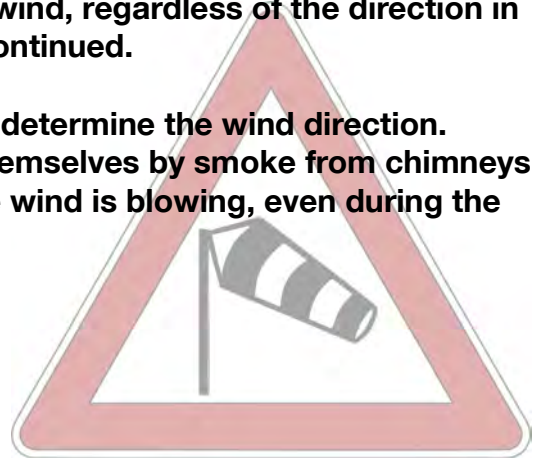 wind, regardless of the direction in
ontinued.
determine the wind direction.
emselves by smoke from chimneys
wind is blowing, even during the